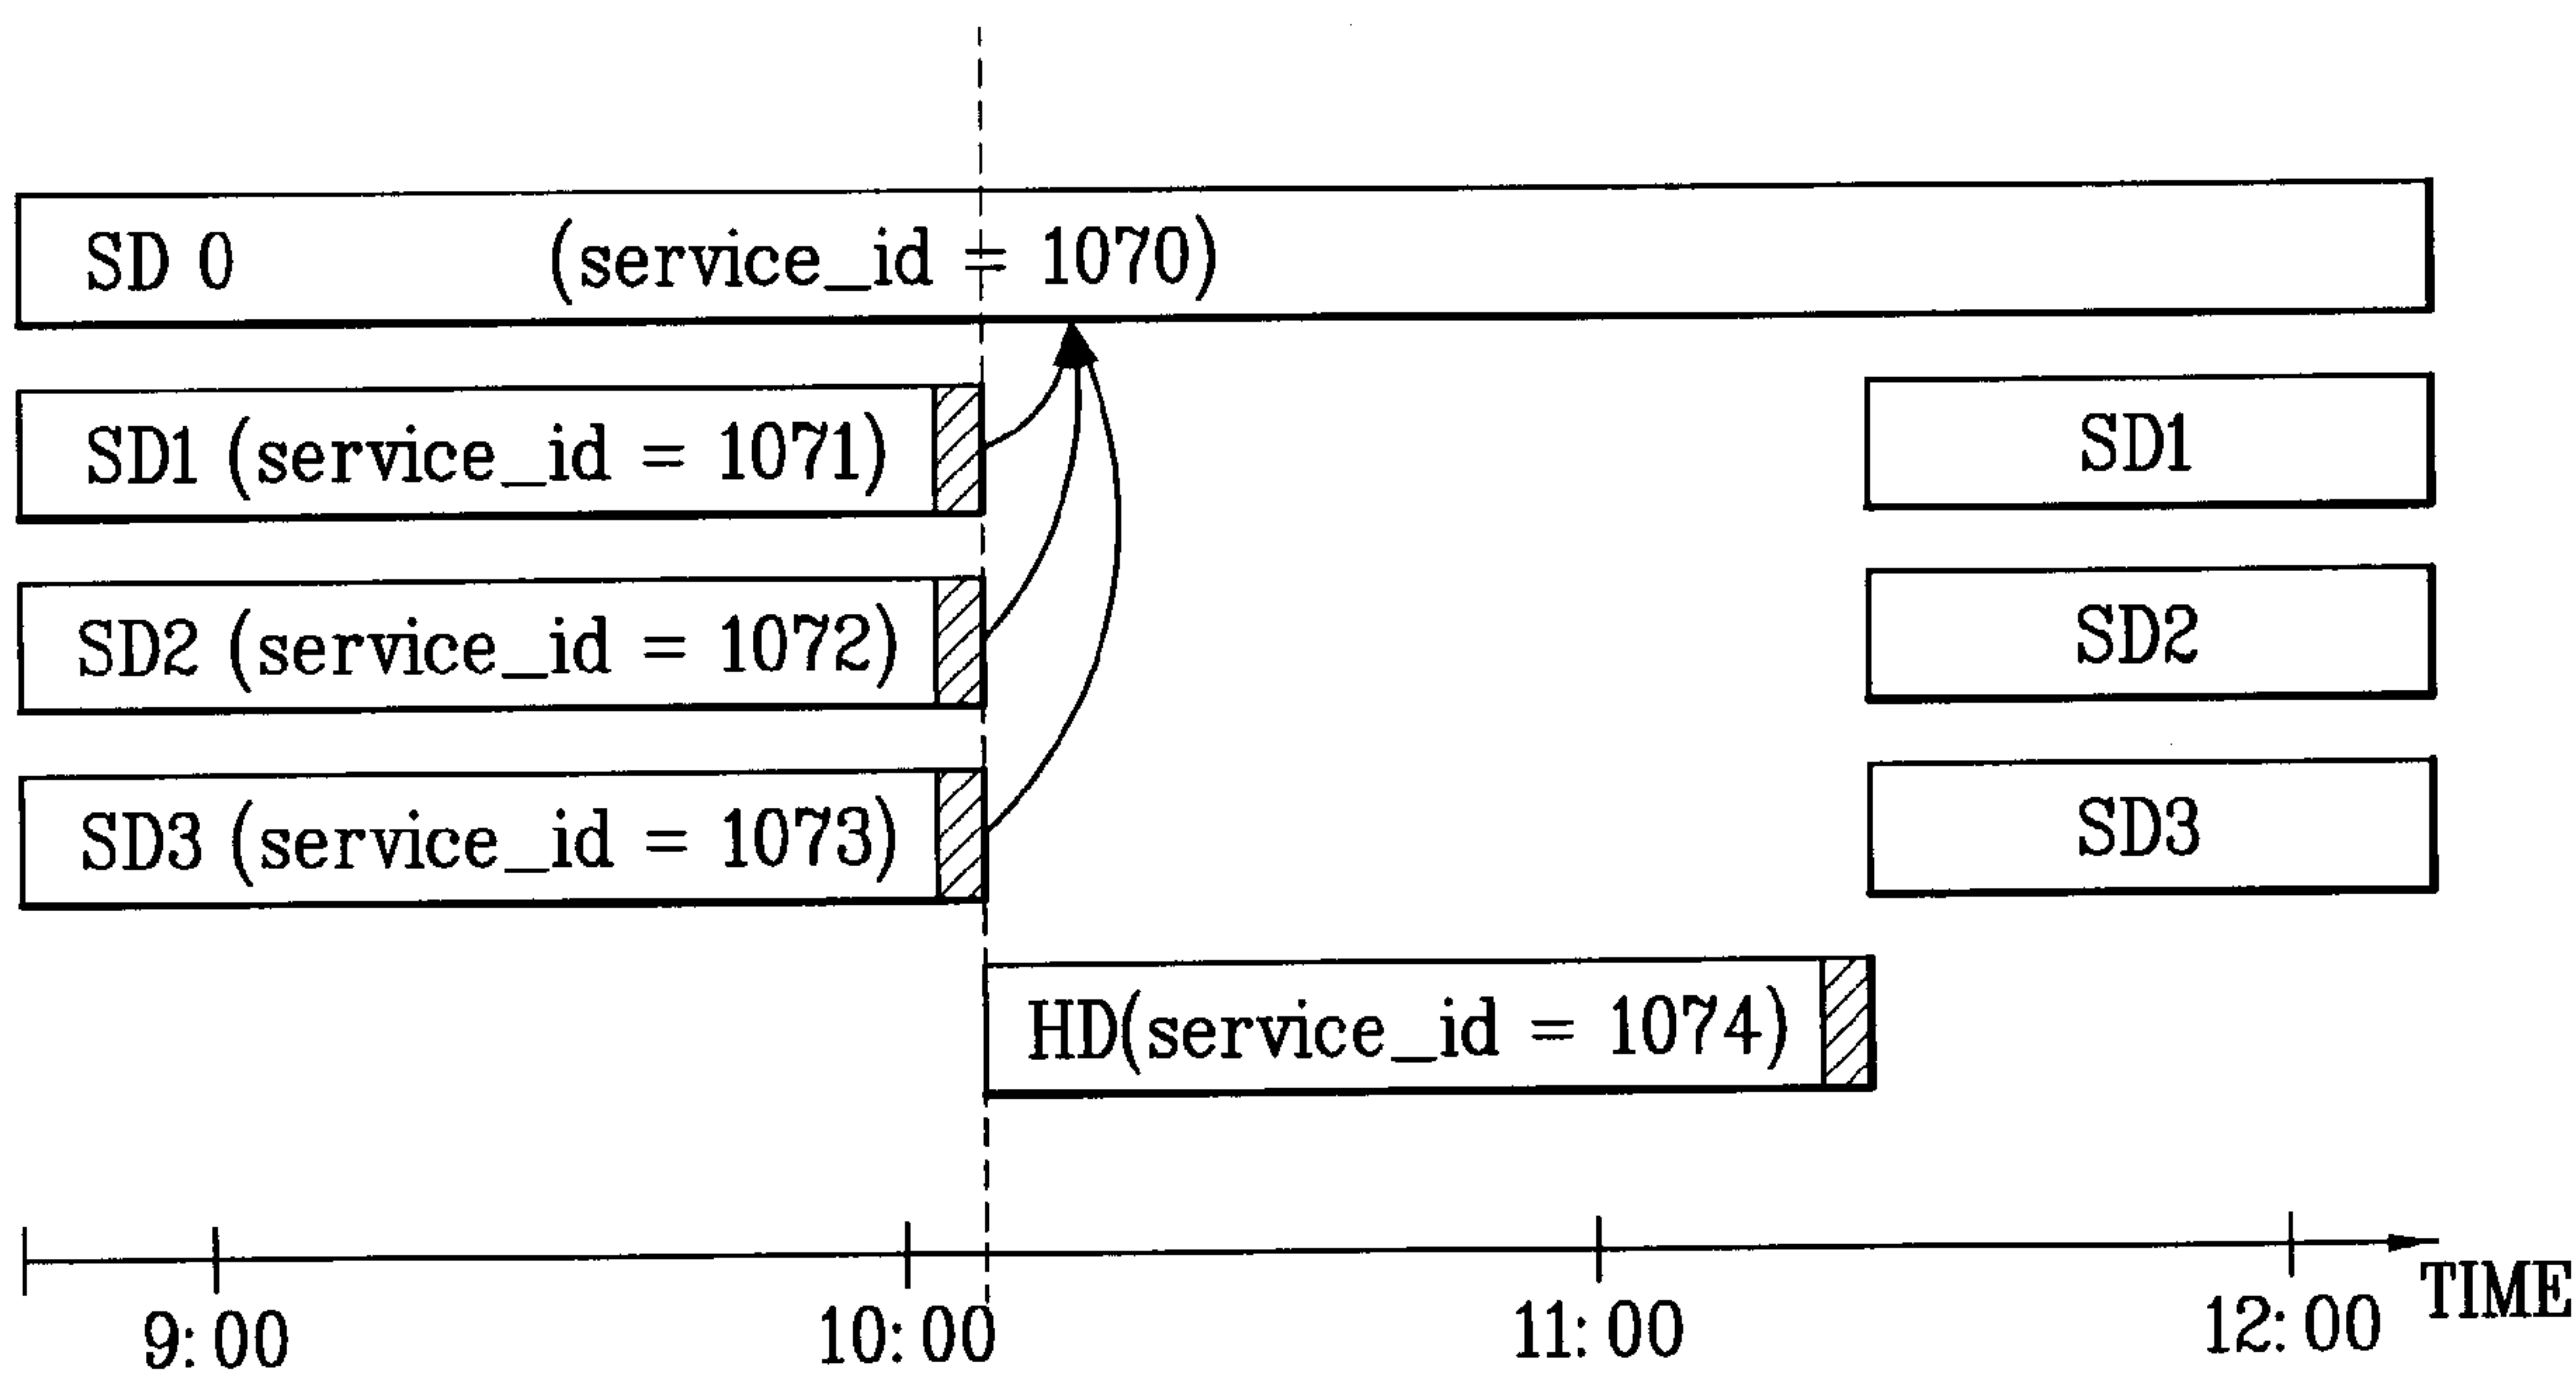 SD 0 (service_id = 1070)
SD1 (service_id = 1071) SD1
SD2 (service_id = 1072) SD2
SD3 (service_id = 1073) SD3
HD(service_id = 1074)
9:00 10:00 11:00 12:00 TIME